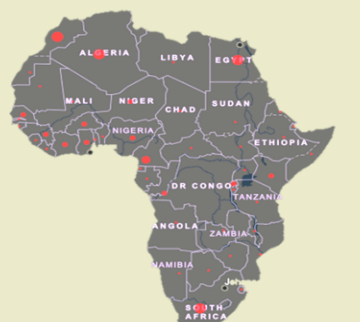 ALGERIA
LIBYA
EGYPT
MALI
NIGER
CHAD
SUDAN
NIGERIA
ETHIOPIA
DR CONGO
TANZANIA
ANGOLA
ZAMBIA
NAMIBIA
SOUTH
AFRICA